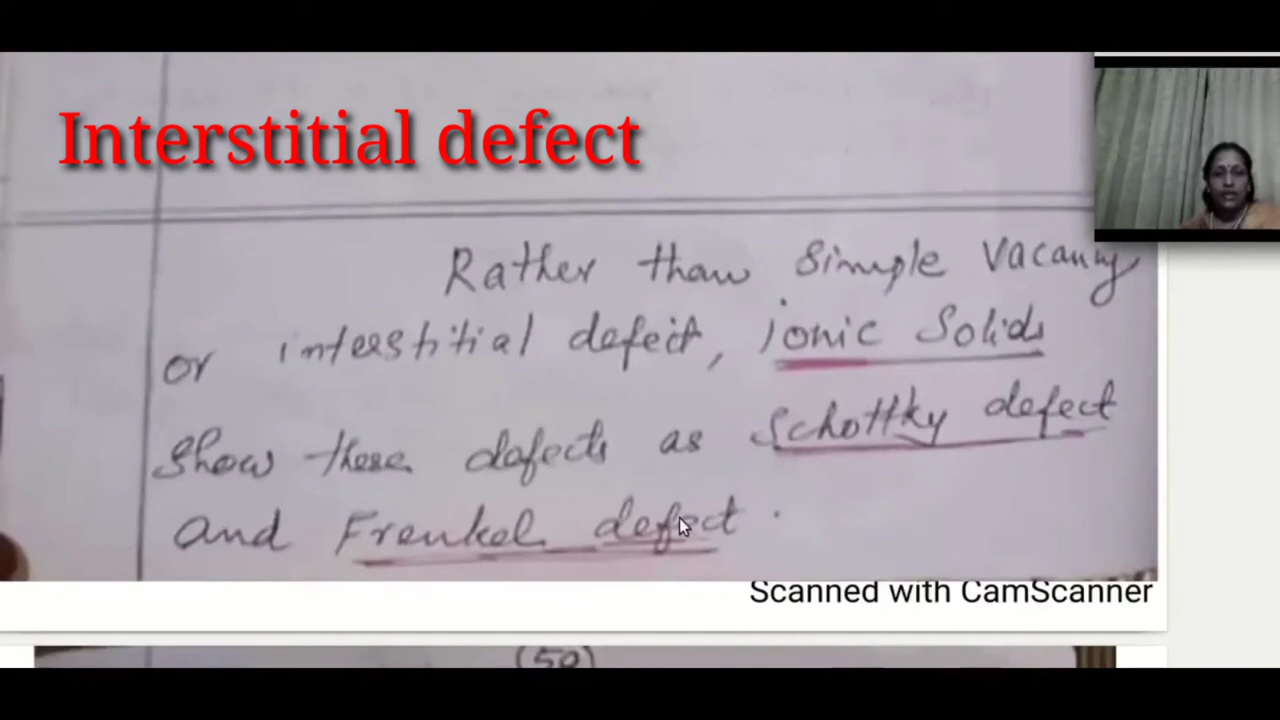 Interstitial defect
Rather than simple vacancy
or interstitial defect, ionic Solids
Show these defects as Schottky defect
and Frenkel defect.
Scanned with CamScanner
(50)